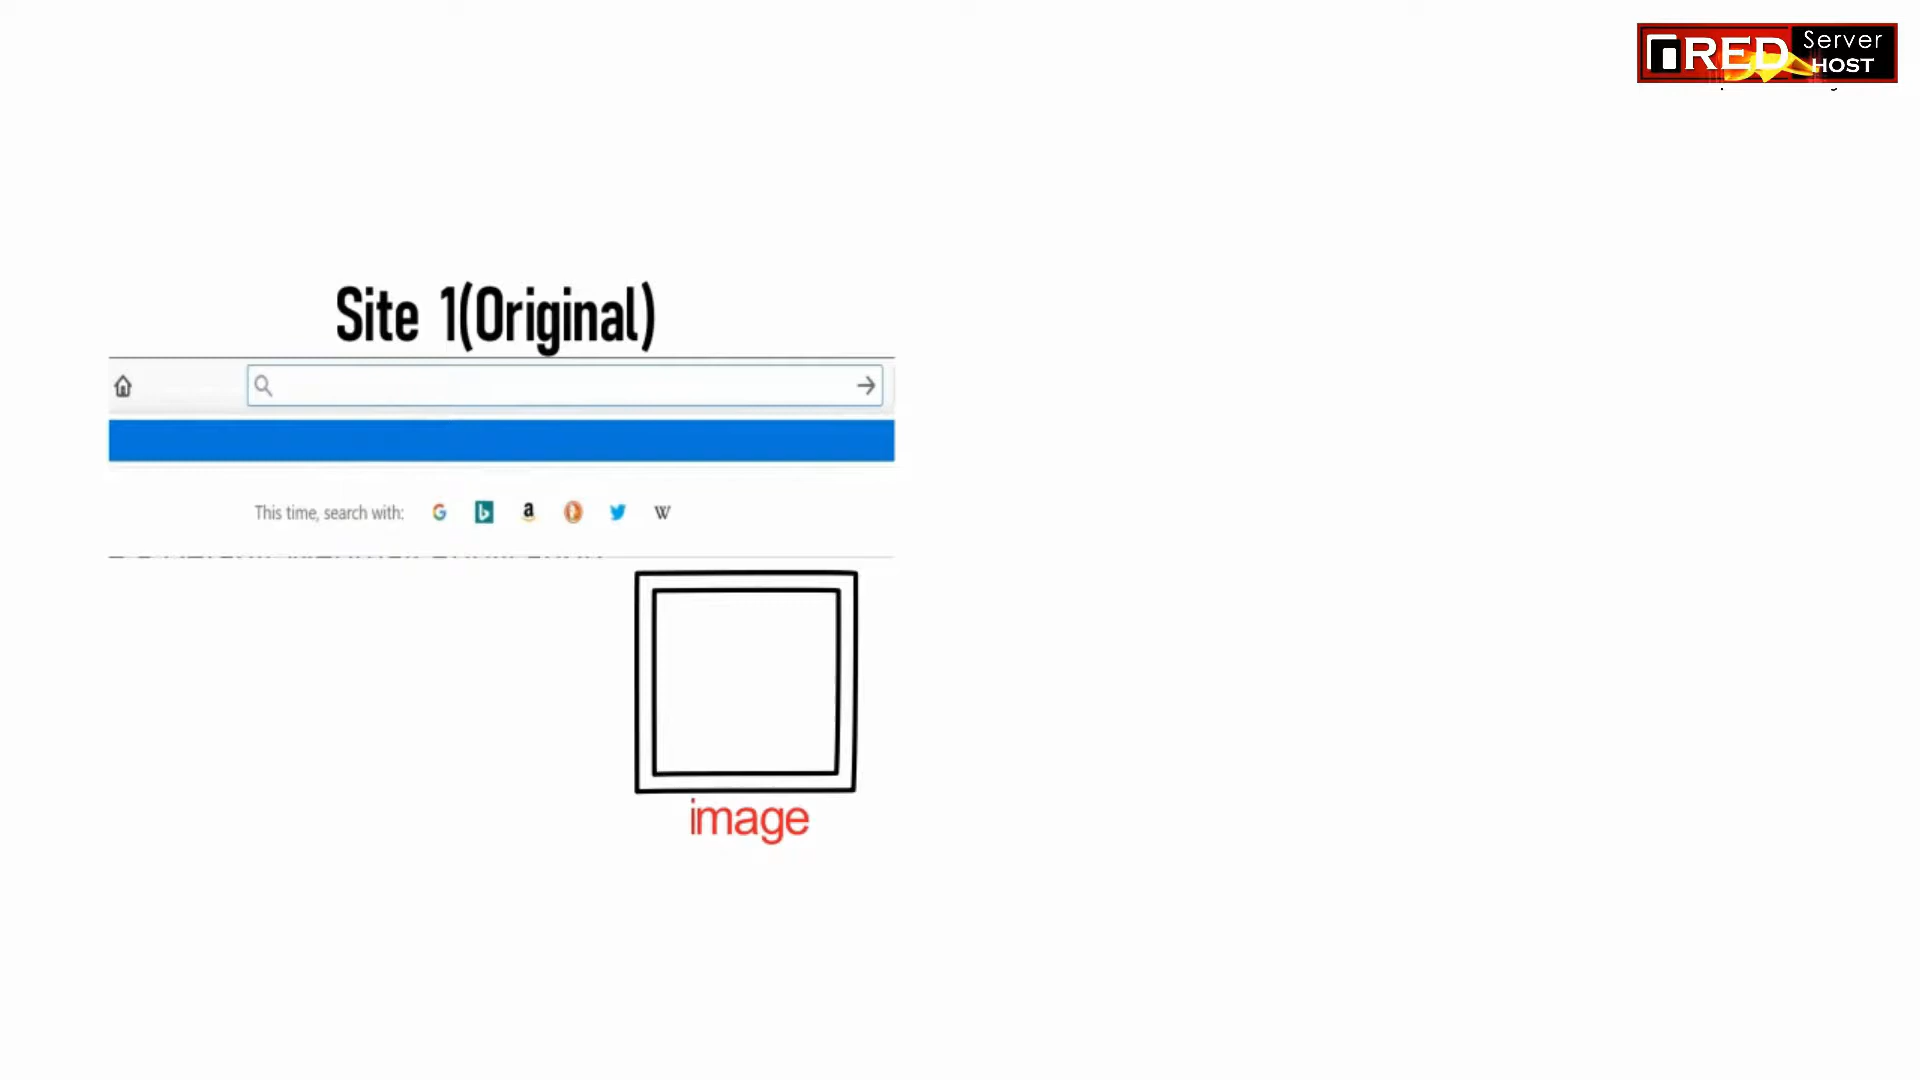 RED Server
HOST
Site 1(Original)
This time, search with:
image